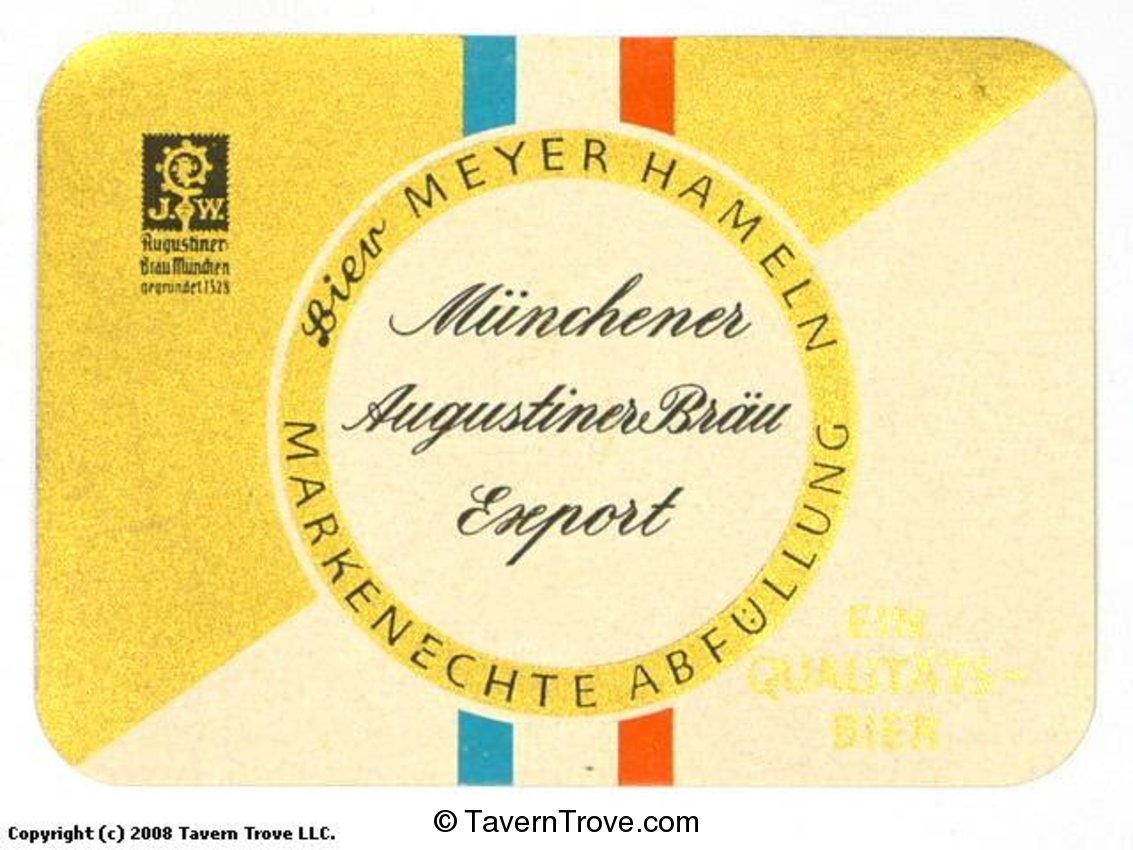 J. W.
Augustiner
Bräu München
gegründet 1328
Bier MEYER HAMELN
Münchener
Augustiner Bräu
Export
MARKENECHTE ABFÜLLUNG
EIN
QUALITÄTS-
BIER
Copyright (c) 2008 Tavern Trove LLC.
© TavernTrove.com